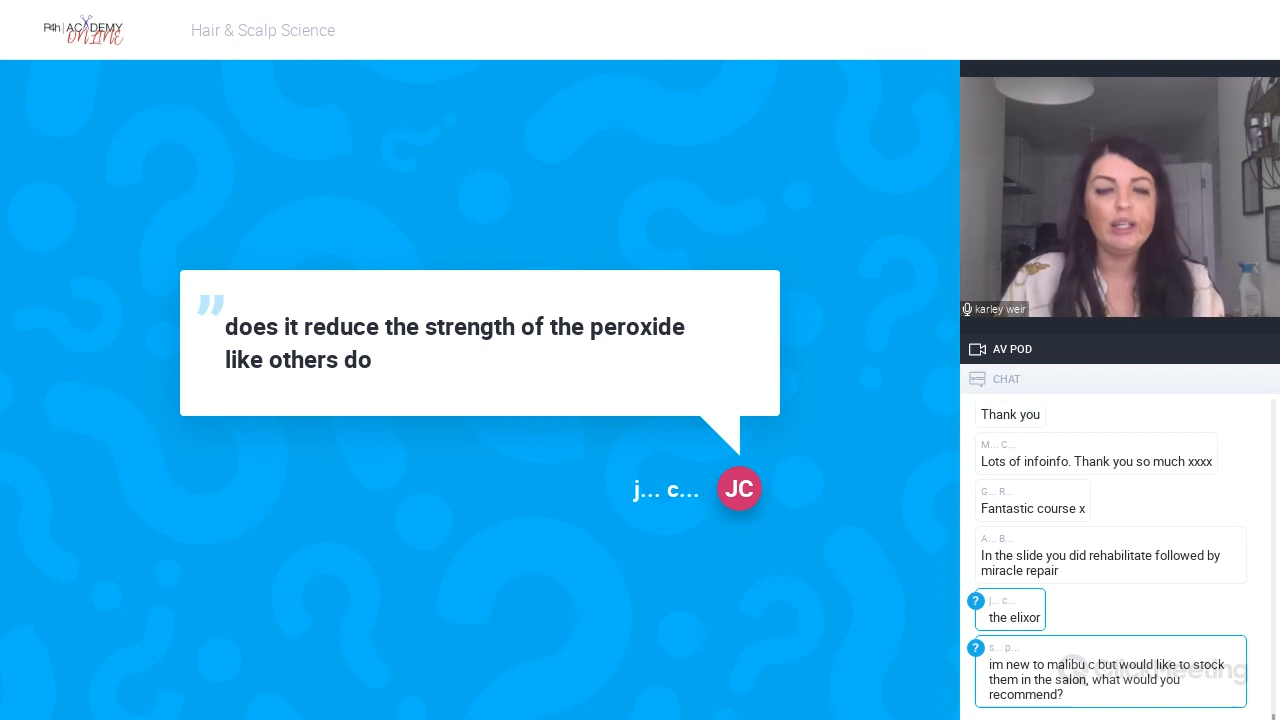 P4h | ACADEMY
ONLINE
Hair & Scalp Science
does it reduce the strength of the peroxide
like others do
j... c...
JC
karley weir
AV POD
CHAT
Thank you
M... C...
Lots of infoinfo. Thank you so much xxxx
G... R...
Fantastic course x
A... B...
In the slide you did rehabilitate followed by
miracle repair
?
j... c...
the elixor
?
s... p...
im new to malibu c but would like to stock
them in the salon, what would you
recommend?
clickmeeting